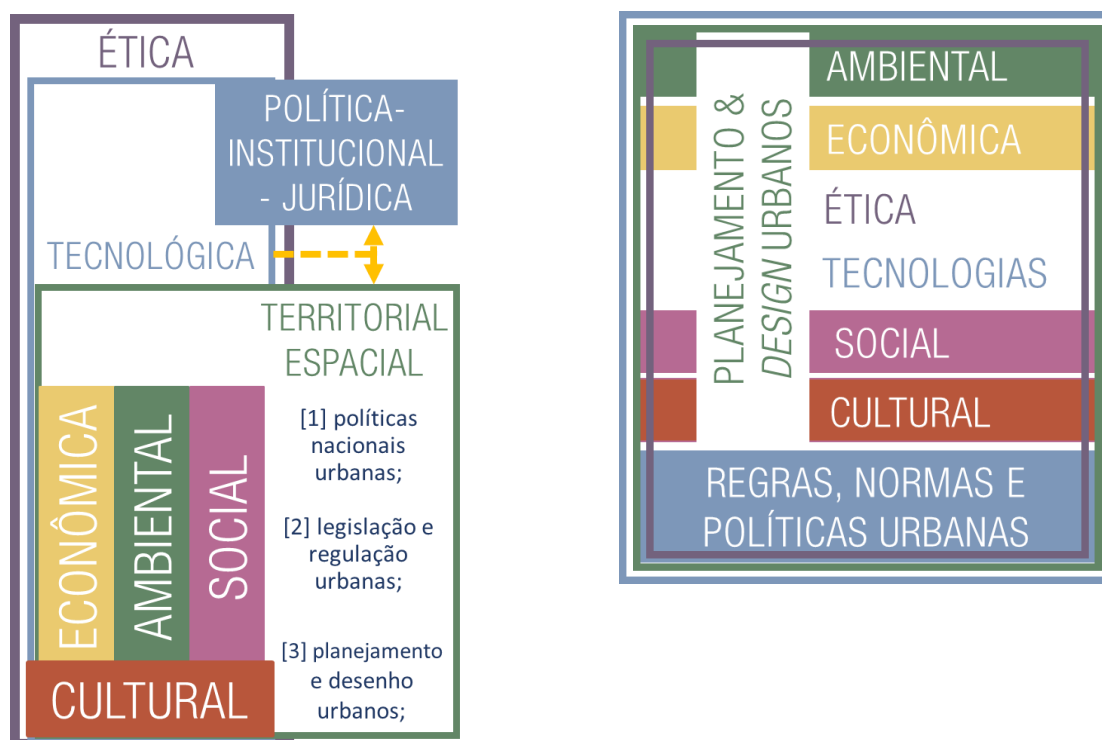 ÉTICA
POLÍTICA-
INSTITUCIONAL
- JURÍDICA
TECNOLÓGICA
TERRITORIAL
ESPACIAL
ECONÔMICA
AMBIENTAL
SOCIAL
[1] políticas
nacionais
urbanas;
[2] legislação e
regulação
urbanas;
[3] planejamento
e desenho
urbanos;
CULTURAL
PLANEJAMENTO &
DESIGN URBANOS
AMBIENTAL
ECONÔMICA
ÉTICA
TECNOLOGIAS
SOCIAL
CULTURAL
REGRAS, NORMAS E
POLÍTICAS URBANAS